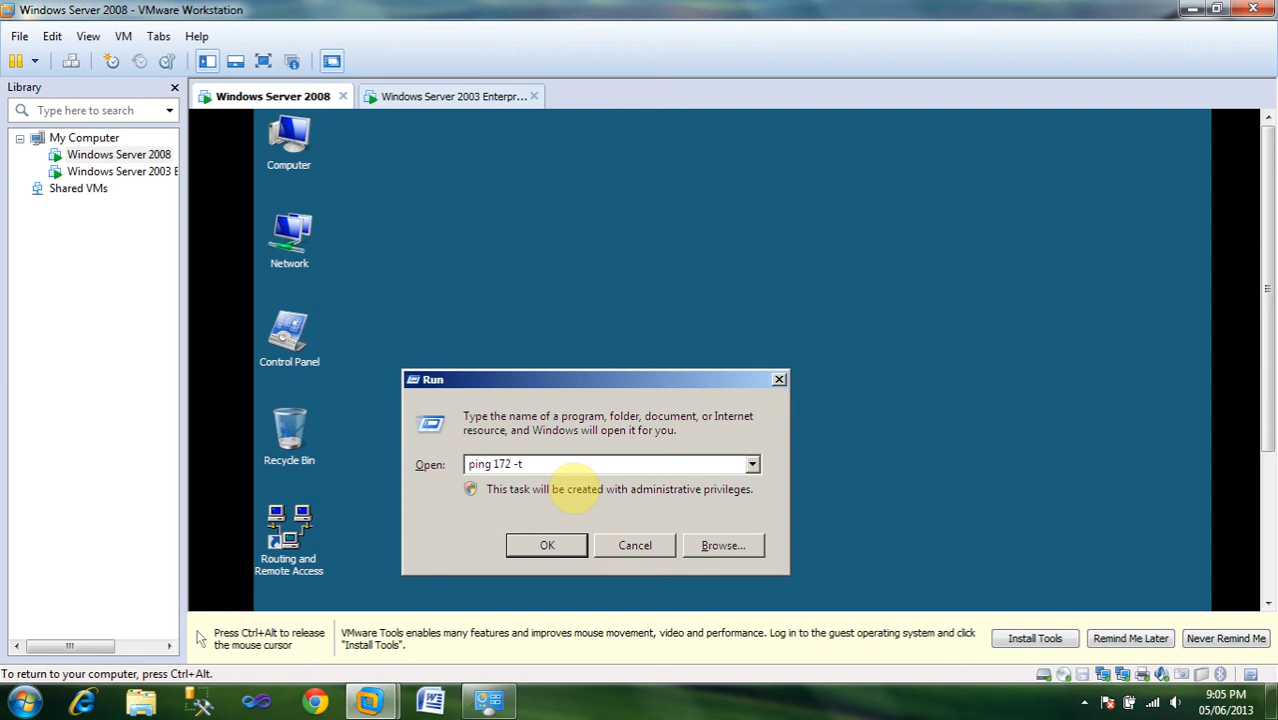 Windows Server 2008 - VMware Workstation
File Edit View VM Tabs Help
Library
Type here to search
My Computer
Windows Server 2008
Windows Server 2003 E
Shared VMs
Windows Server 2008
Windows Server 2003 Enterpr...
Computer
Network
Control Panel
Recycle Bin
Routing and
Remote Access
Run
Type the name of a program, folder, document, or Internet
resource, and Windows will open it for you.
Open: ping 172 -t
This task will be created with administrative privileges.
OK Cancel Browse...
Press Ctrl+Alt to release
the mouse cursor
VMware Tools enables many features and improves mouse movement, video and performance. Log in to the guest operating system and click
"Install Tools".
Install Tools Remind Me Later Never Remind Me
To return to your computer, press Ctrl+Alt.
9:05 PM
05/06/2013